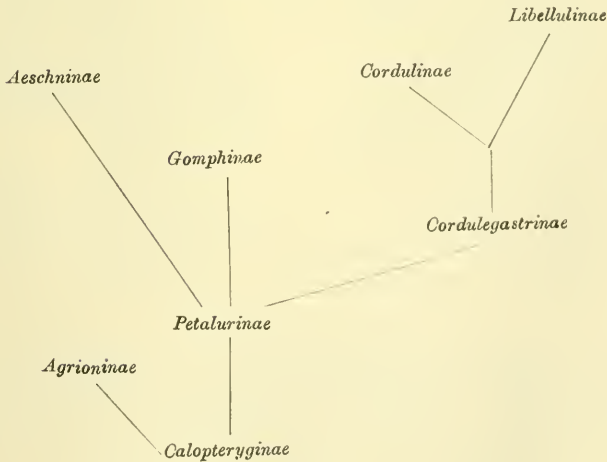 Libellulinae
Cordulinae
Aeschninae
Gomphinae
Cordulegastrinae
Petalurinae
Agrioninae
Calopteryginae